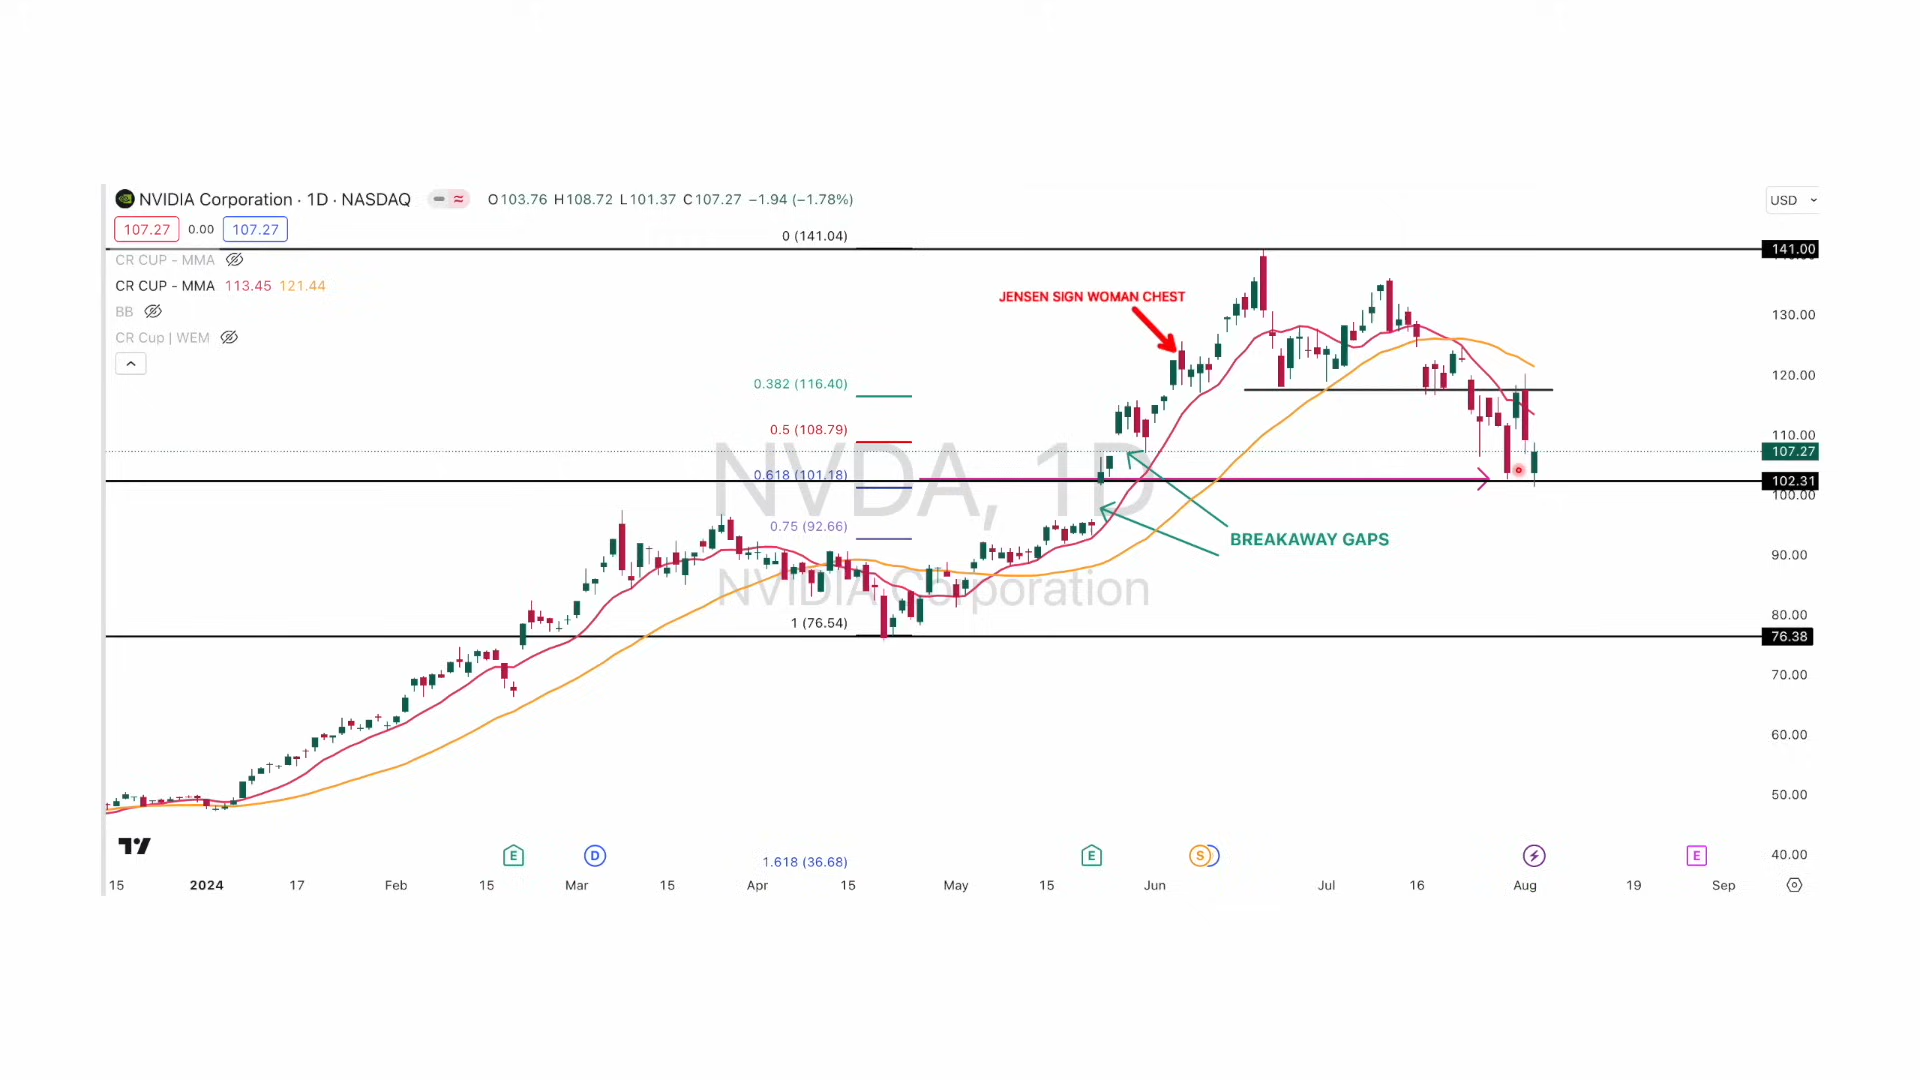 NVIDIA Corporation · 1D · NASDAQ O103.76 H108.72 L101.37 C107.27 −1.94 (−1.78%) USD
107.27 0.00 107.27
0 (141.04)
141.00
CR CUP – MMA
CR CUP – MMA 113.45 121.44
JENSEN SIGN WOMAN CHEST
BB
130.00
CR Cup | WEM
120.00
0.382 (116.40)
0.5 (108.79)
110.00
NVDA, 1D
107.27
0.618 (101.18)
102.31
100.00
0.75 (92.66)
BREAKAWAY GAPS
90.00
NVIDIA Corporation
80.00
1 (76.54)
76.38
70.00
60.00
50.00
E D E S E
1.618 (36.68)
40.00
15 2024 17 Feb 15 Mar 15 Apr 15 May 15 Jun Jul 16 Aug 19 Sep